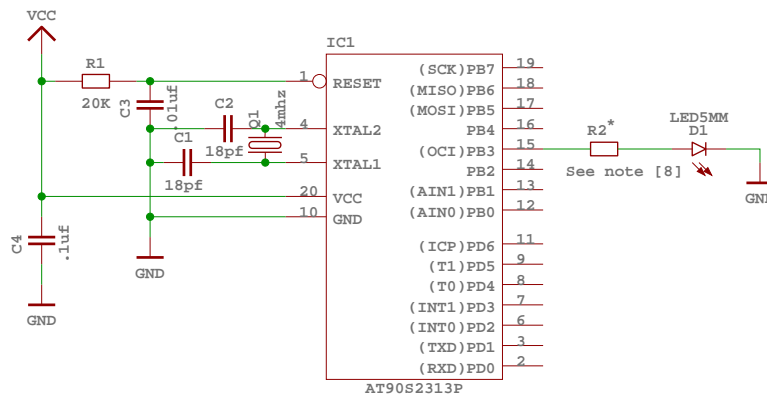 VCC
IC1
R1
20K
C3
.01uf
C2
18pf
C1
18pf
Q1
4mhz
C4
.1uf
GND
GND
1 RESET
4 XTAL2
5 XTAL1
20 VCC
10 GND
(SCK)PB7 19
(MISO)PB6 18
(MOSI)PB5 17
PB4 16
(OCI)PB3 15
PB2 14
(AIN1)PB1 13
(AIN0)PB0 12
(ICP)PD6 11
(T1)PD5 9
(T0)PD4 8
(INT1)PD3 7
(INT0)PD2 6
(TXD)PD1 3
(RXD)PD0 2
AT90S2313P
R2*
See note [8]
LED5MM
D1
GND